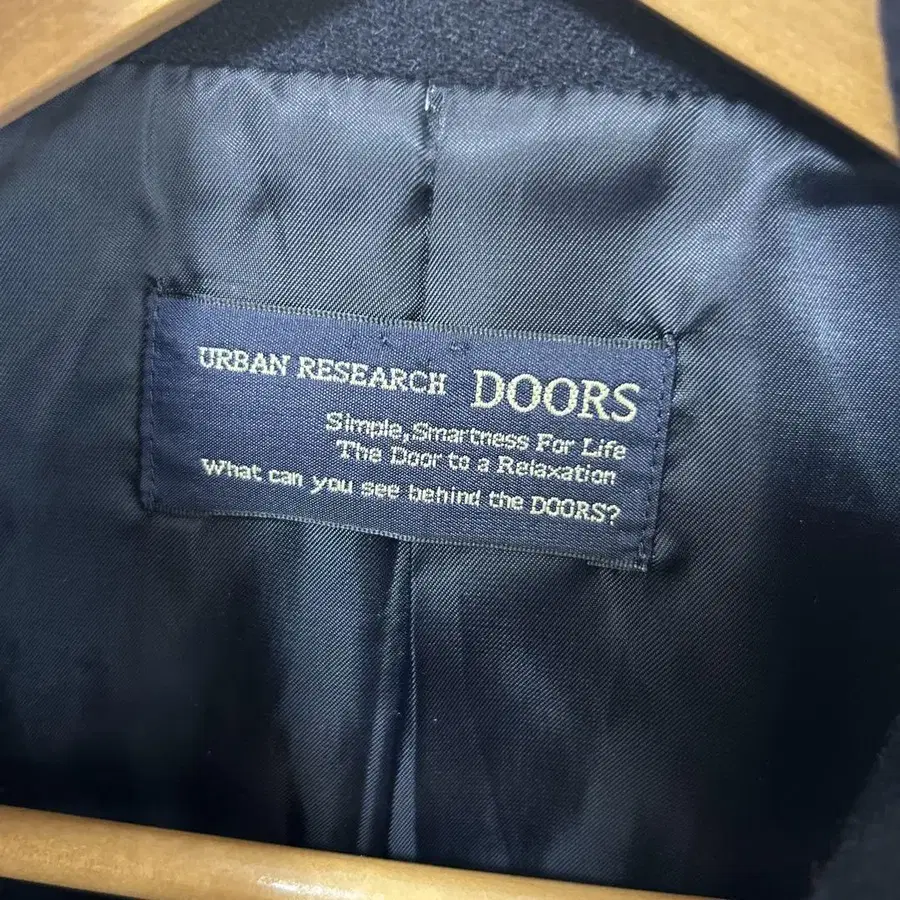 URBAN RESEARCH DOORS
Simple,Smartness For Life
The Door to a Relaxation
What can you see behind the DOORS?